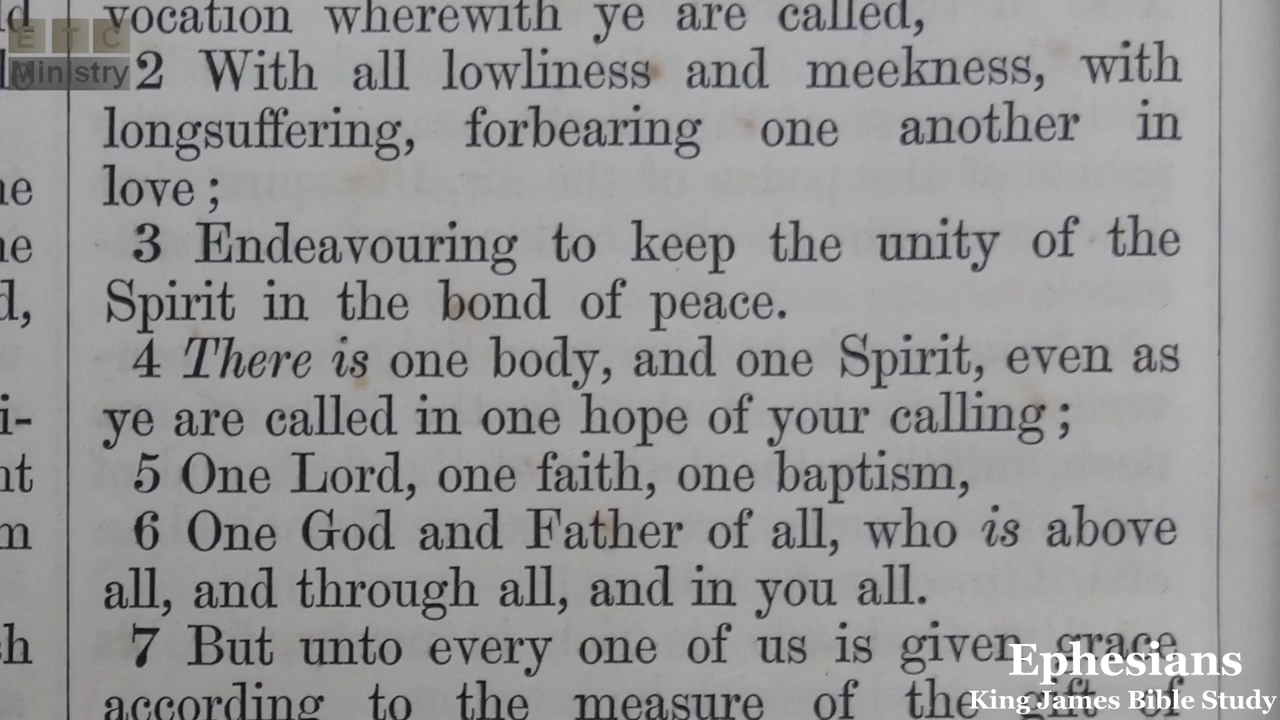 vocation wherewith ye are called,
2 With all lowliness and meekness, with
longsuffering, forbearing one another in
love;
3 Endeavouring to keep the unity of the
Spirit in the bond of peace.
4 There is one body, and one Spirit, even as
ye are called in one hope of your calling;
5 One Lord, one faith, one baptism,
6 One God and Father of all, who is above
all, and through all, and in you all.
7 But unto every one of us is given grace
according to the measure of the gift of
ETC
Ministry
Ephesians
King James Bible Study